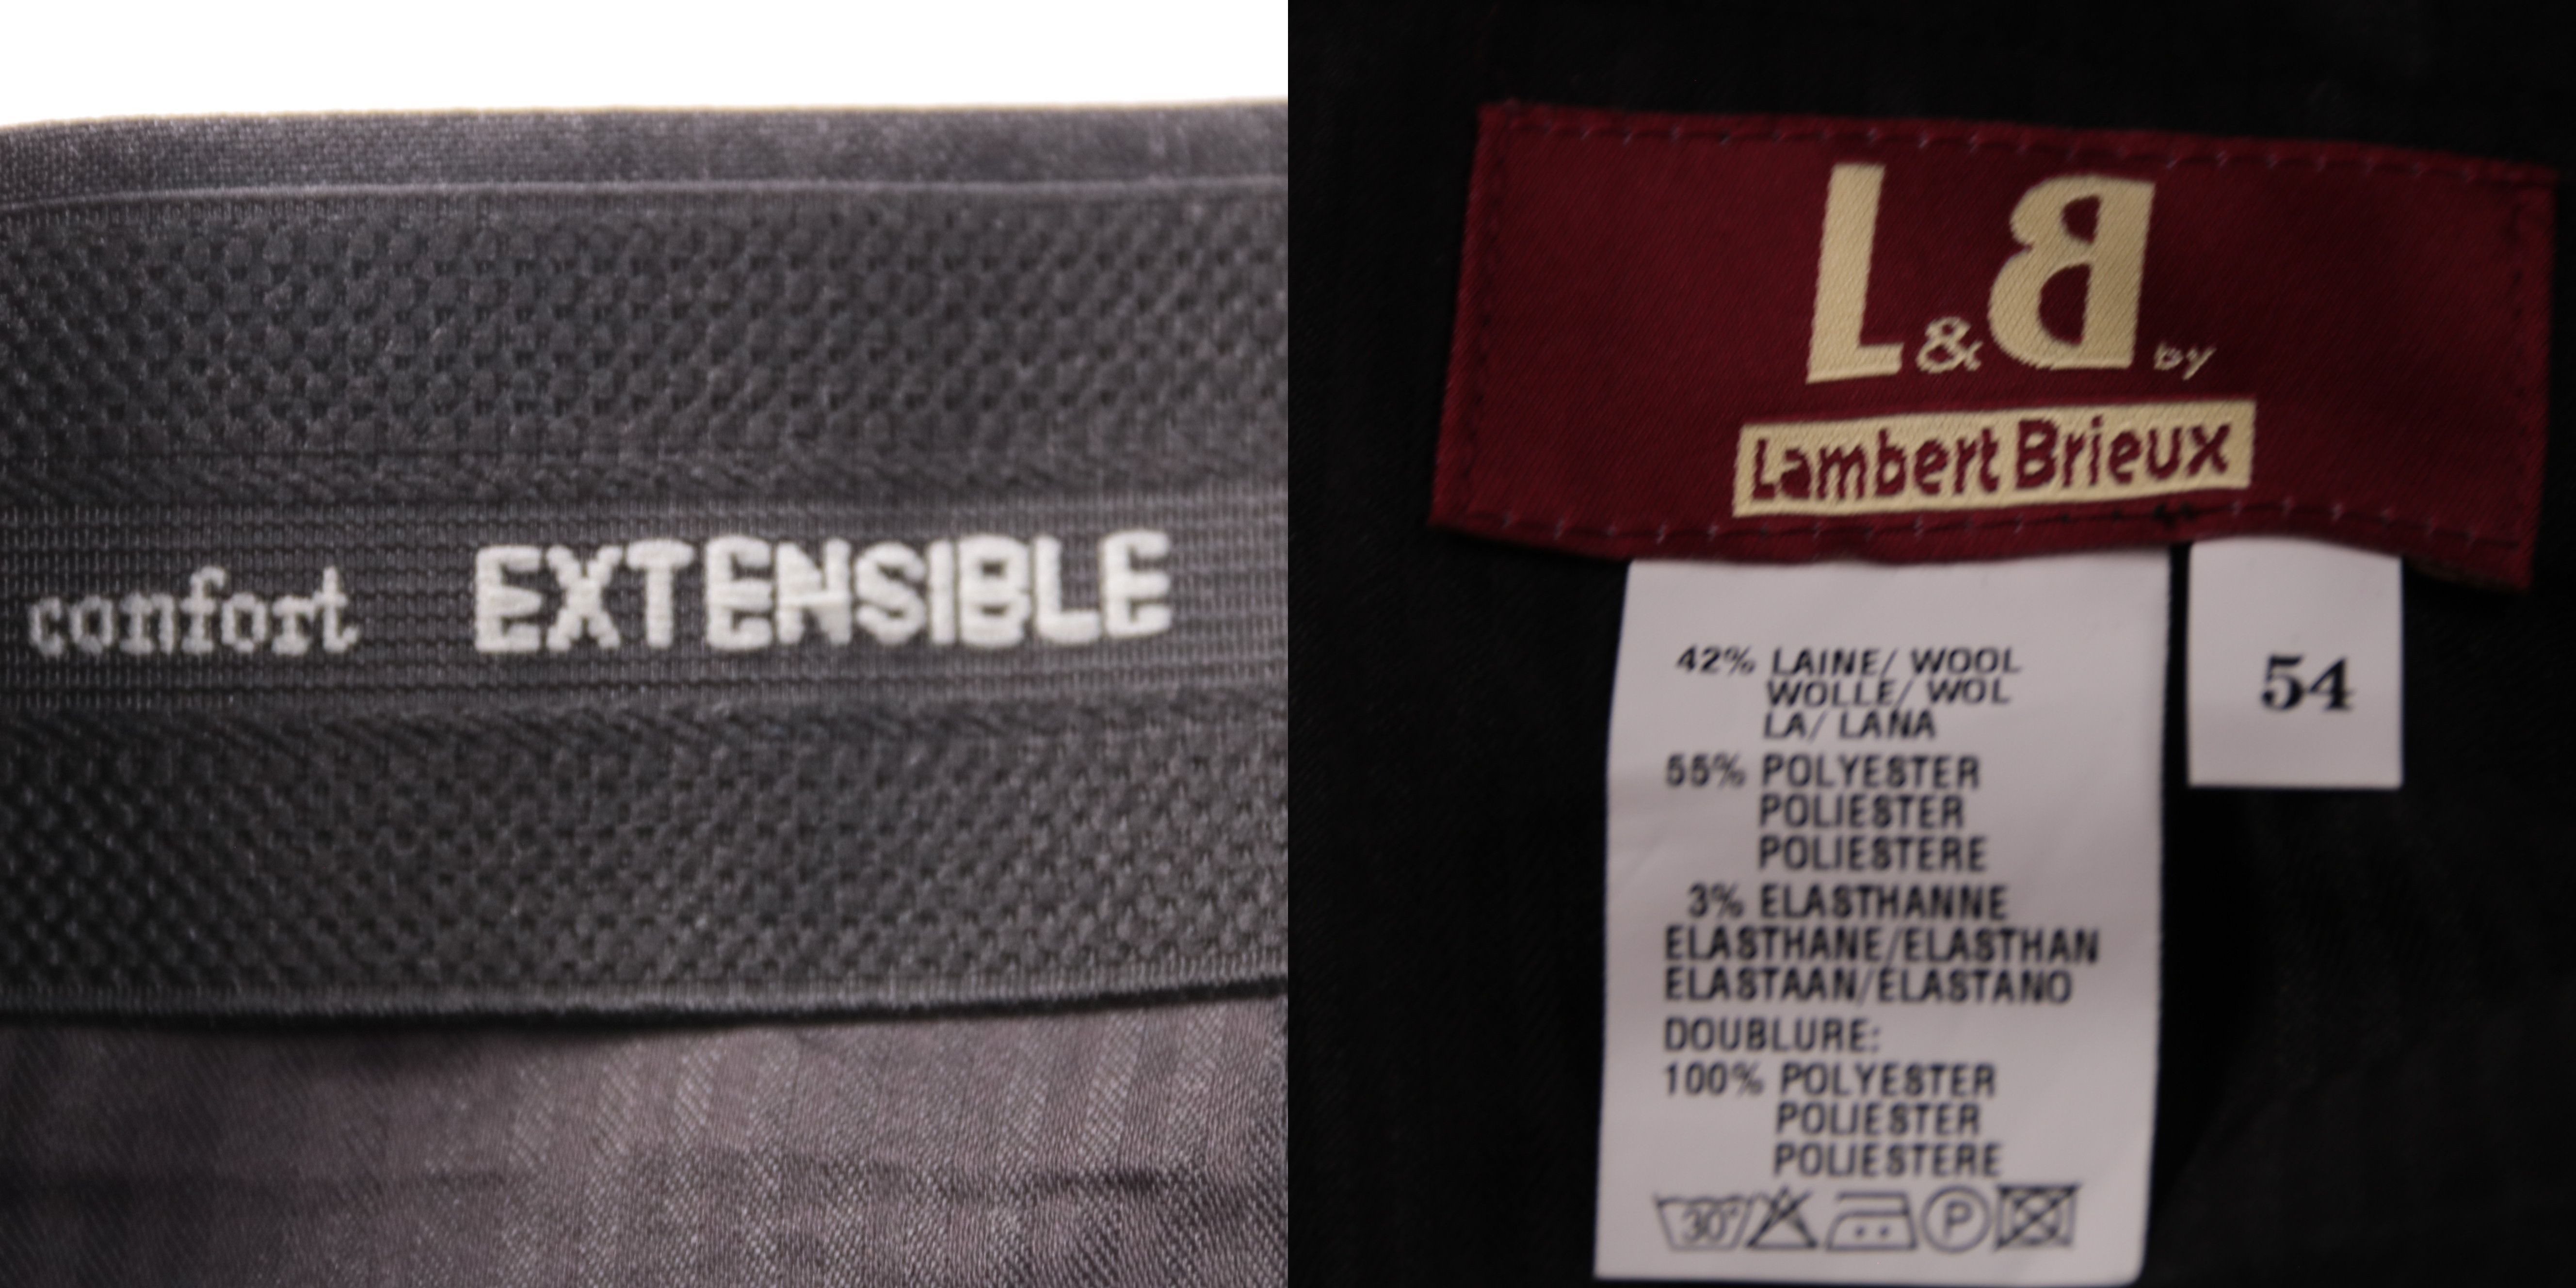 confort EXTENSIBLE
L&B by
Lambert Brieux
42% LAINE/ WOOL
WOLLE/ WOL
LA/ LANA
55% POLYESTER
POLIESTER
POLIESTERE
3% ELASTHANNE
ELASTHANE/ELASTHAN
ELASTAAN/ELASTANO
DOUBLURE:
100% POLYESTER
POLIESTER
POLIESTERE
30° P
54